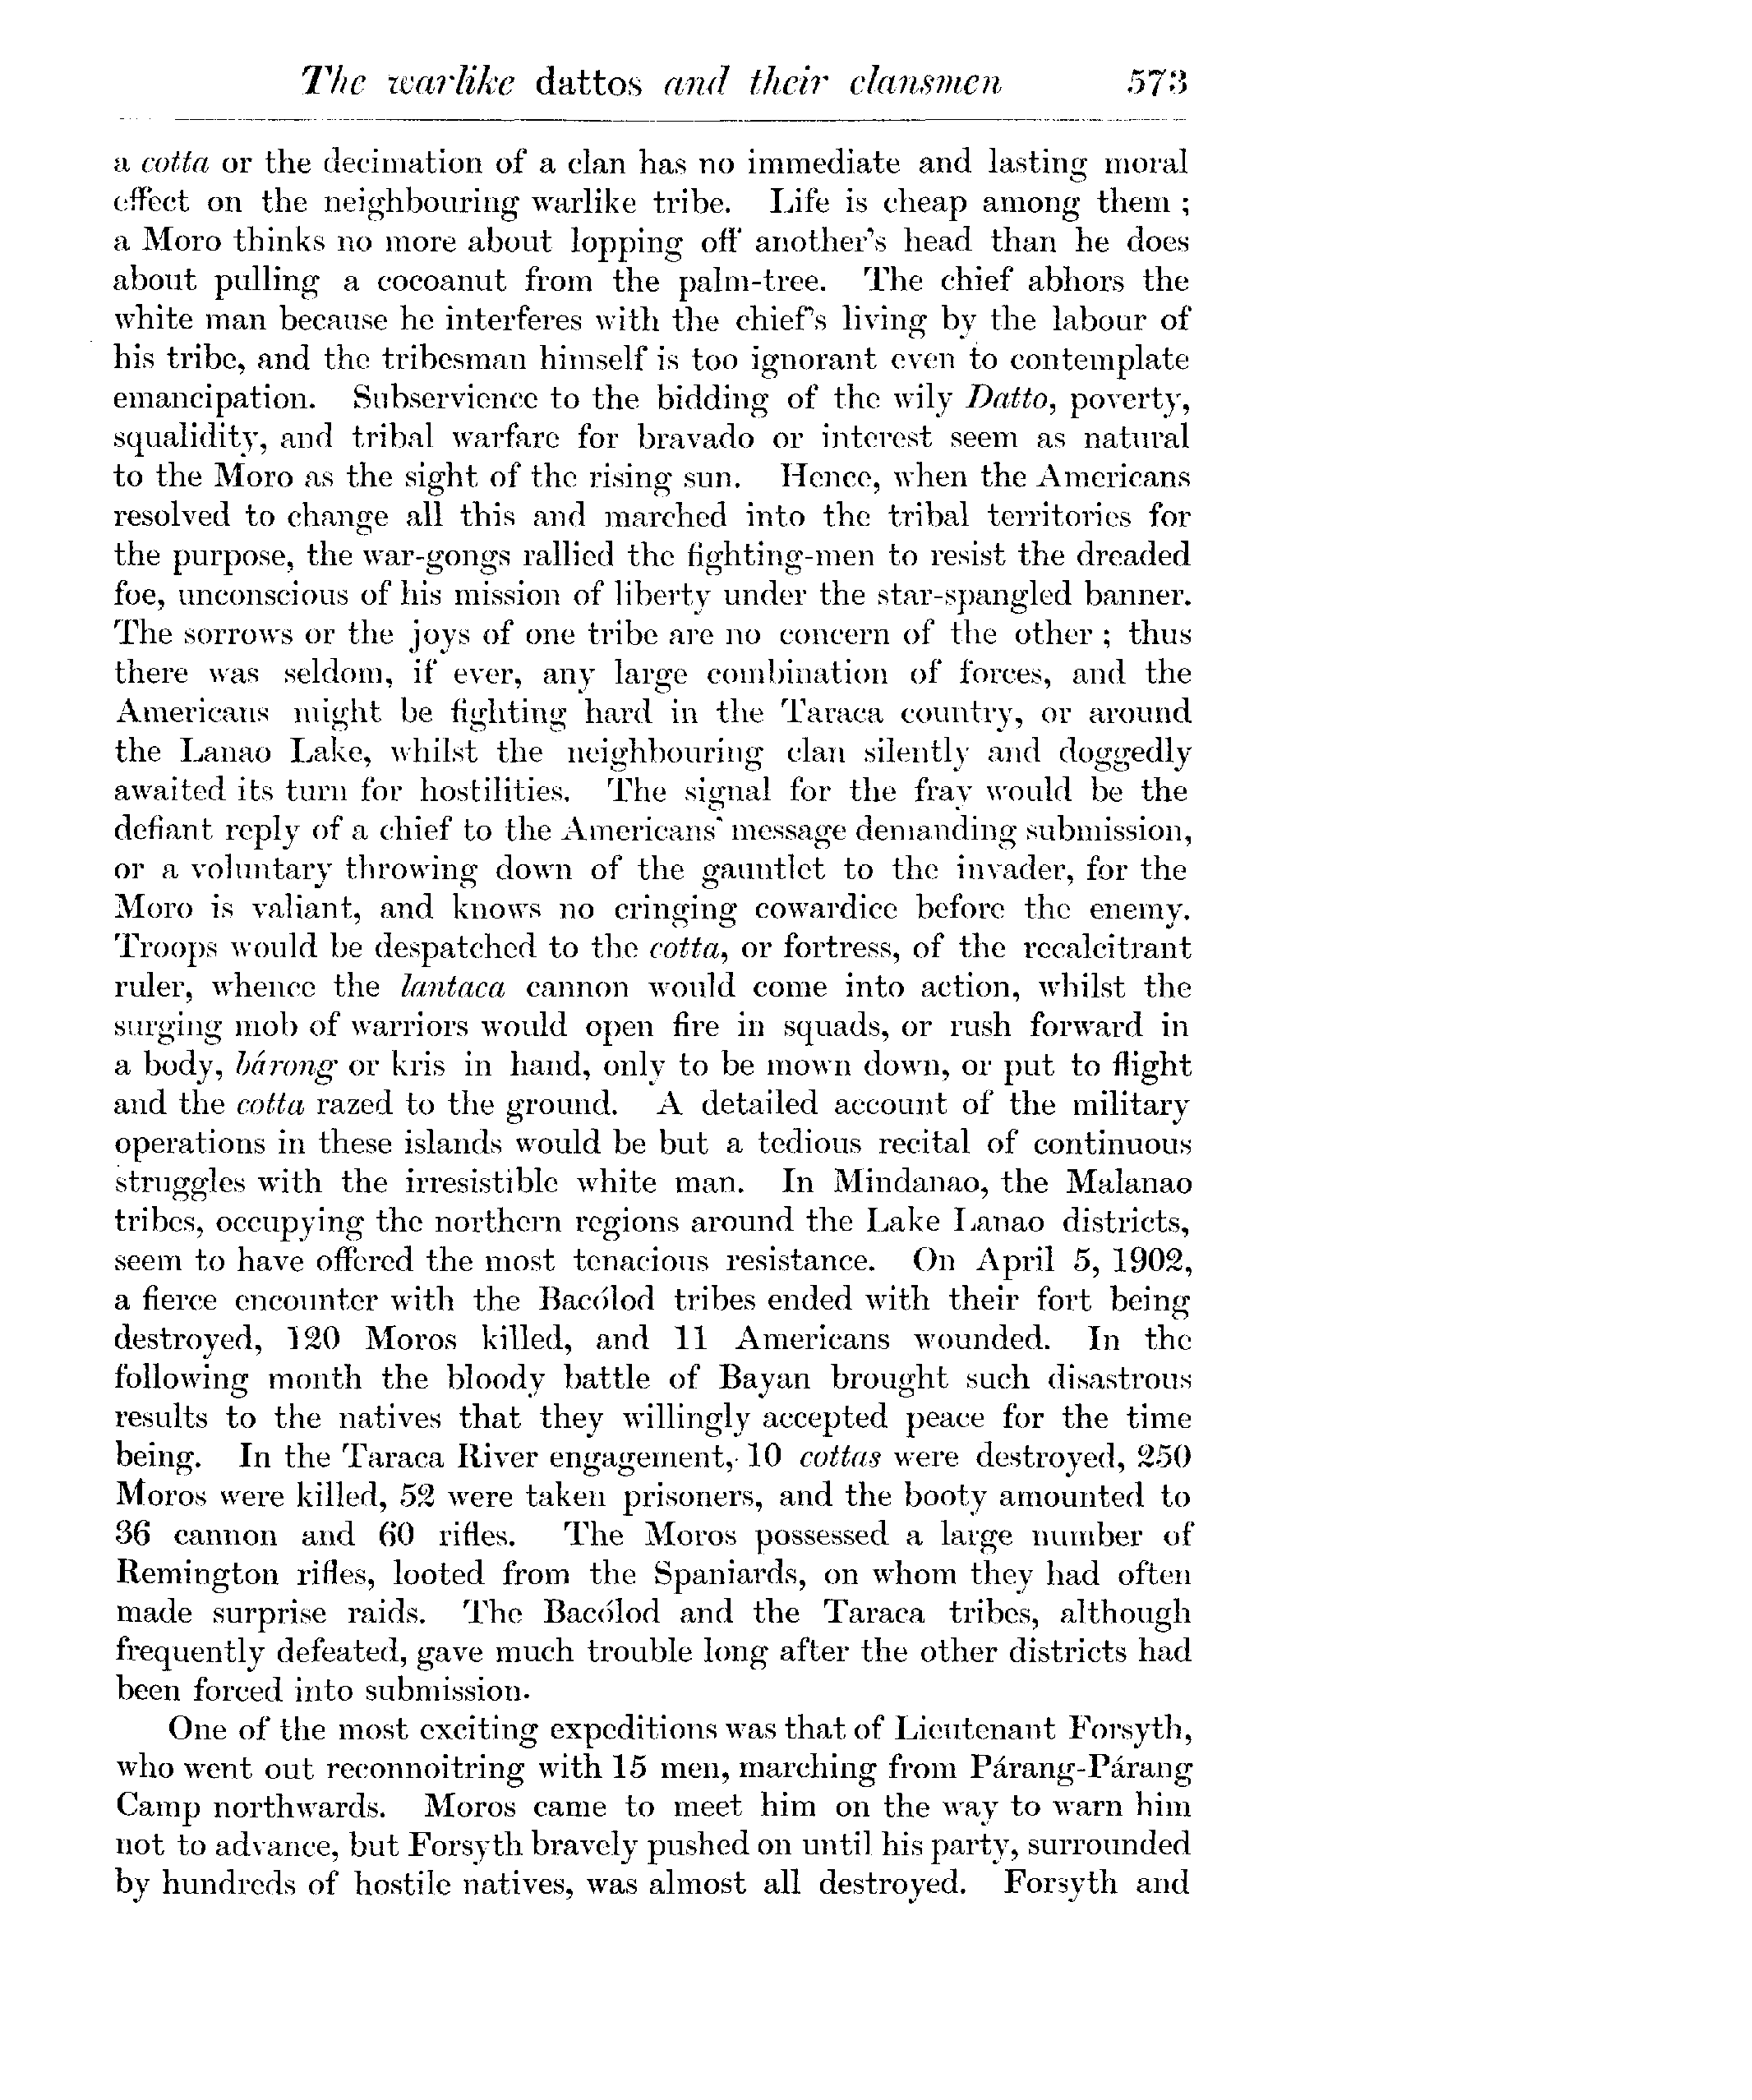 The warlike dattos and their clansmen 573
a cotta or the decimation of a clan has no immediate and lasting moral
effect on the neighbouring warlike tribe. Life is cheap among them ;
a Moro thinks no more about lopping off another's head than he does
about pulling a cocoanut from the palm-tree. The chief abhors the
white man because he interferes with the chief's living by the labour of
his tribe, and the tribesman himself is too ignorant even to contemplate
emancipation. Subservience to the bidding of the wily Datto, poverty,
squalidity, and tribal warfare for bravado or interest seem as natural
to the Moro as the sight of the rising sun. Hence, when the Americans
resolved to change all this and marched into the tribal territories for
the purpose, the war-gongs rallied the fighting-men to resist the dreaded
foe, unconscious of his mission of liberty under the star-spangled banner.
The sorrows or the joys of one tribe are no concern of the other ; thus
there was seldom, if ever, any large combination of forces, and the
Americans might be fighting hard in the Taraca country, or around
the Lanao Lake, whilst the neighbouring clan silently and doggedly
awaited its turn for hostilities. The signal for the fray would be the
defiant reply of a chief to the Americans' message demanding submission,
or a voluntary throwing down of the gauntlet to the invader, for the
Moro is valiant, and knows no cringing cowardice before the enemy.
Troops would be despatched to the cotta, or fortress, of the recalcitrant
ruler, whence the lantaca cannon would come into action, whilst the
surging mob of warriors would open fire in squads, or rush forward in
a body, bárong or kris in hand, only to be mown down, or put to flight
and the cotta razed to the ground. A detailed account of the military
operations in these islands would be but a tedious recital of continuous
struggles with the irresistible white man. In Mindanao, the Malanao
tribes, occupying the northern regions around the Lake Lanao districts,
seem to have offered the most tenacious resistance. On April 5, 1902,
a fierce encounter with the Bacólod tribes ended with their fort being
destroyed, 120 Moros killed, and 11 Americans wounded. In the
following month the bloody battle of Bayan brought such disastrous
results to the natives that they willingly accepted peace for the time
being. In the Taraca River engagement, 10 cottas were destroyed, 250
Moros were killed, 52 were taken prisoners, and the booty amounted to
36 cannon and 60 rifles. The Moros possessed a large number of
Remington rifles, looted from the Spaniards, on whom they had often
made surprise raids. The Bacólod and the Taraca tribes, although
frequently defeated, gave much trouble long after the other districts had
been forced into submission.
One of the most exciting expeditions was that of Lieutenant Forsyth,
who went out reconnoitring with 15 men, marching from Párang-Párang
Camp northwards. Moros came to meet him on the way to warn him
not to advance, but Forsyth bravely pushed on until his party, surrounded
by hundreds of hostile natives, was almost all destroyed. Forsyth and